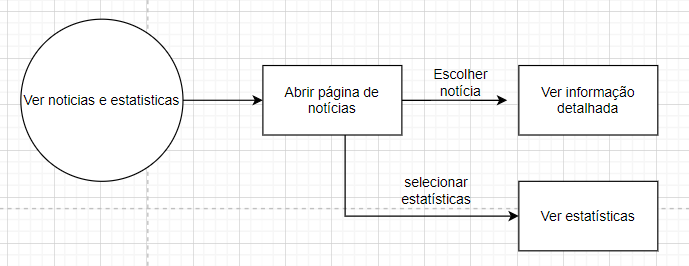 Ver noticias e estatisticas
Abrir página de
notícias
Escolher
notícia
Ver informação
detalhada
selecionar
estatísticas
Ver estatísticas